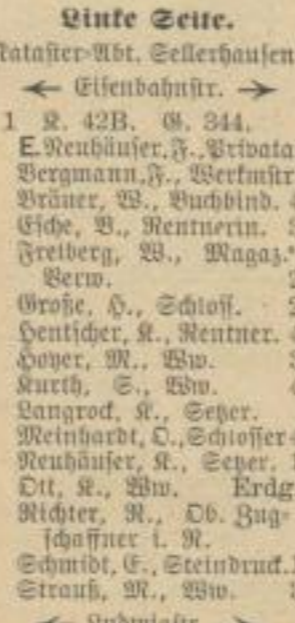 Linke Seite.
Kataster-Abt. Sellerhausen
← Eisenbahnstr. →
1 K. 42B. G. 344.
E. Neuhäuser, F., Privata
Bergmann, F., Werkmstr
Bräuer, W., Buchbind.
Esche, B., Rentnerin.
Freiberg, W., Magaz.-
Verw.
Große, H., Schloss.
Hentscher, K., Rentner.
Hoyer, M., Ww.
Kurth, S., Ww.
Langrock, K., Setzer.
Meinhardt, O., Schlosser
Neuhäuser, K., Setzer.
Ott, K., Ww. Erdg
Richter, R., Ob. Zug-
schaffner i. R.
Schmidt, E., Steindruck.
Strauß, M., Ww.
← Ludwigstr. →